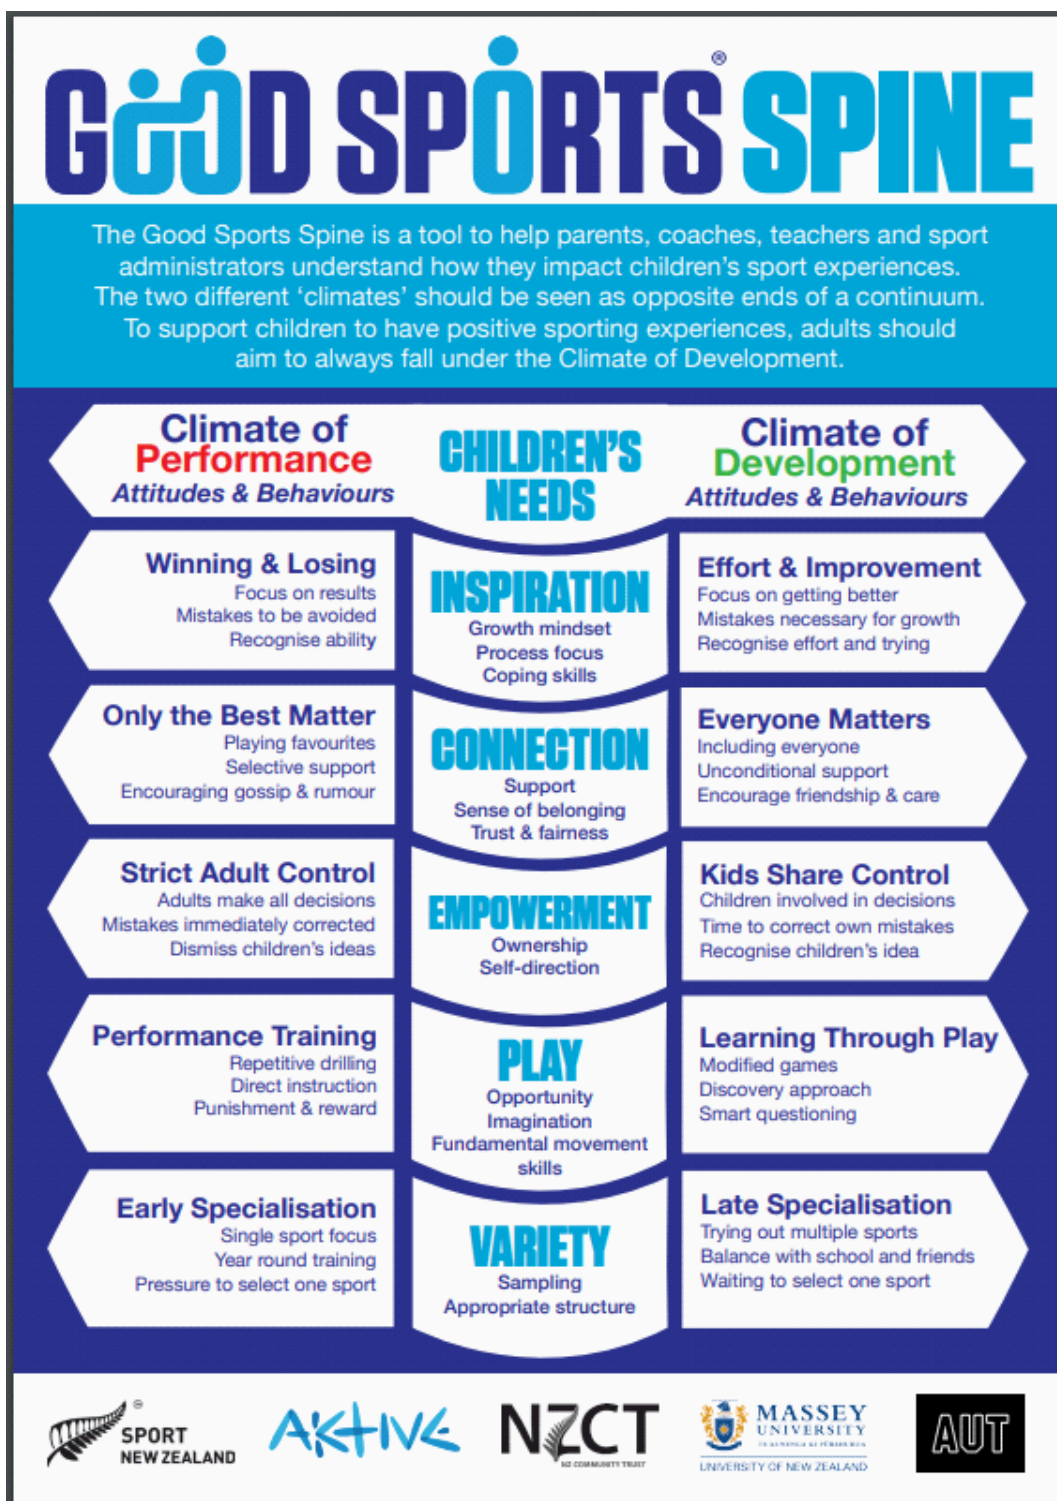 GOOD SPORTS® SPINE
The Good Sports Spine is a tool to help parents, coaches, teachers and sport
administrators understand how they impact children's sport experiences.
The two different 'climates' should be seen as opposite ends of a continuum.
To support children to have positive sporting experiences, adults should
aim to always fall under the Climate of Development.
Climate of
Performance
Attitudes & Behaviours
CHILDREN'S
NEEDS
Climate of
Development
Attitudes & Behaviours
Winning & Losing
Focus on results
Mistakes to be avoided
Recognise ability
INSPIRATION
Growth mindset
Process focus
Coping skills
Effort & Improvement
Focus on getting better
Mistakes necessary for growth
Recognise effort and trying
Only the Best Matter
Playing favourites
Selective support
Encouraging gossip & rumour
CONNECTION
Support
Sense of belonging
Trust & fairness
Everyone Matters
Including everyone
Unconditional support
Encourage friendship & care
Strict Adult Control
Adults make all decisions
Mistakes immediately corrected
Dismiss children's ideas
EMPOWERMENT
Ownership
Self-direction
Kids Share Control
Children involved in decisions
Time to correct own mistakes
Recognise children's idea
Performance Training
Repetitive drilling
Direct instruction
Punishment & reward
PLAY
Opportunity
Imagination
Fundamental movement
skills
Learning Through Play
Modified games
Discovery approach
Smart questioning
Early Specialisation
Single sport focus
Year round training
Pressure to select one sport
VARIETY
Sampling
Appropriate structure
Late Specialisation
Trying out multiple sports
Balance with school and friends
Waiting to select one sport
SPORT
NEW ZEALAND
AKTIVE
NZCT
NZ COMMUNITY TRUST
MASSEY
UNIVERSITY
UNIVERSITY OF NEW ZEALAND
AUT